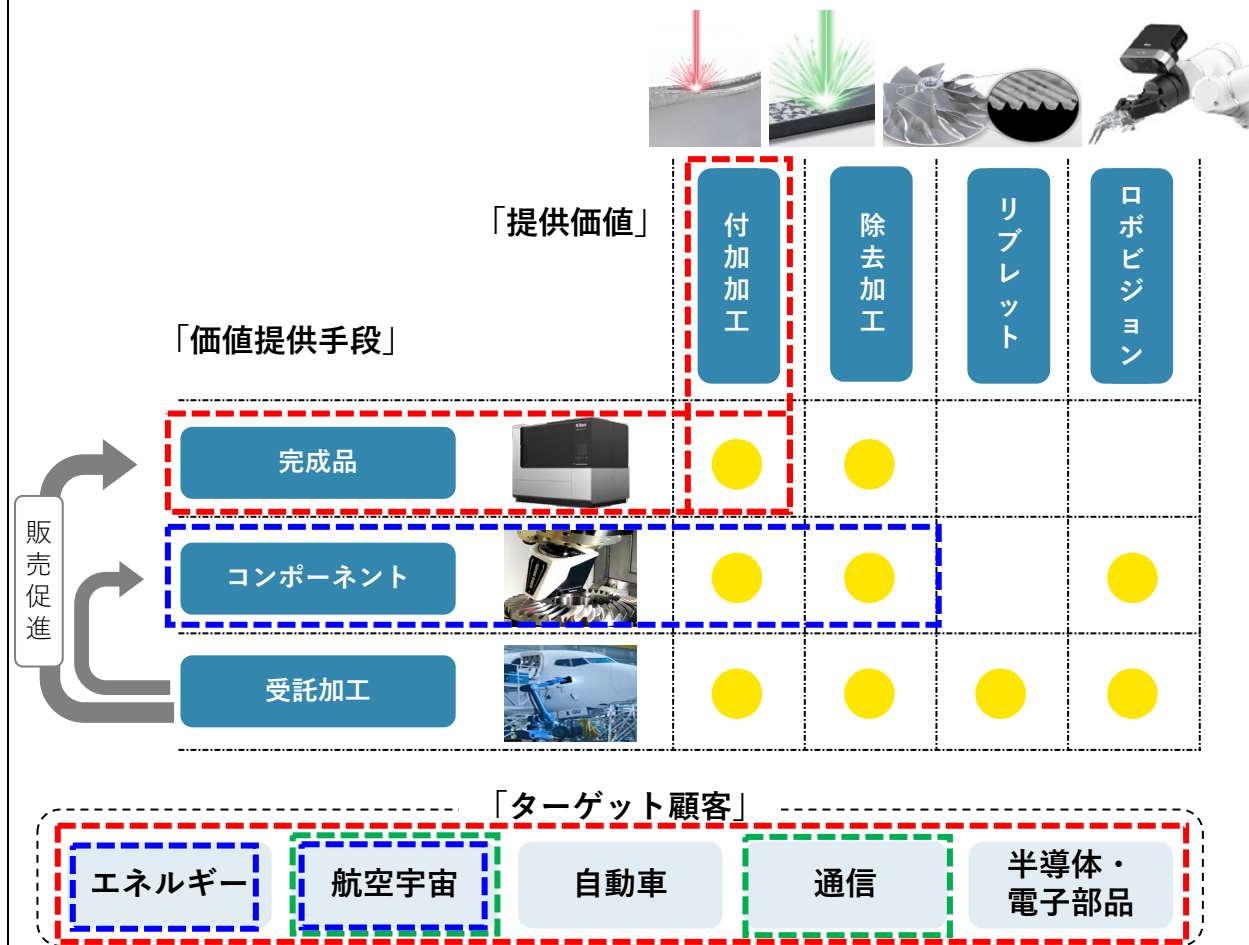 「提供価値」
付加加工
除去加工
リブレット
ロボビジョン
「価値提供手段」
完成品
コンポーネント
受託加工
販売促進
「ターゲット顧客」
エネルギー
航空宇宙
自動車
通信
半導体・
電子部品